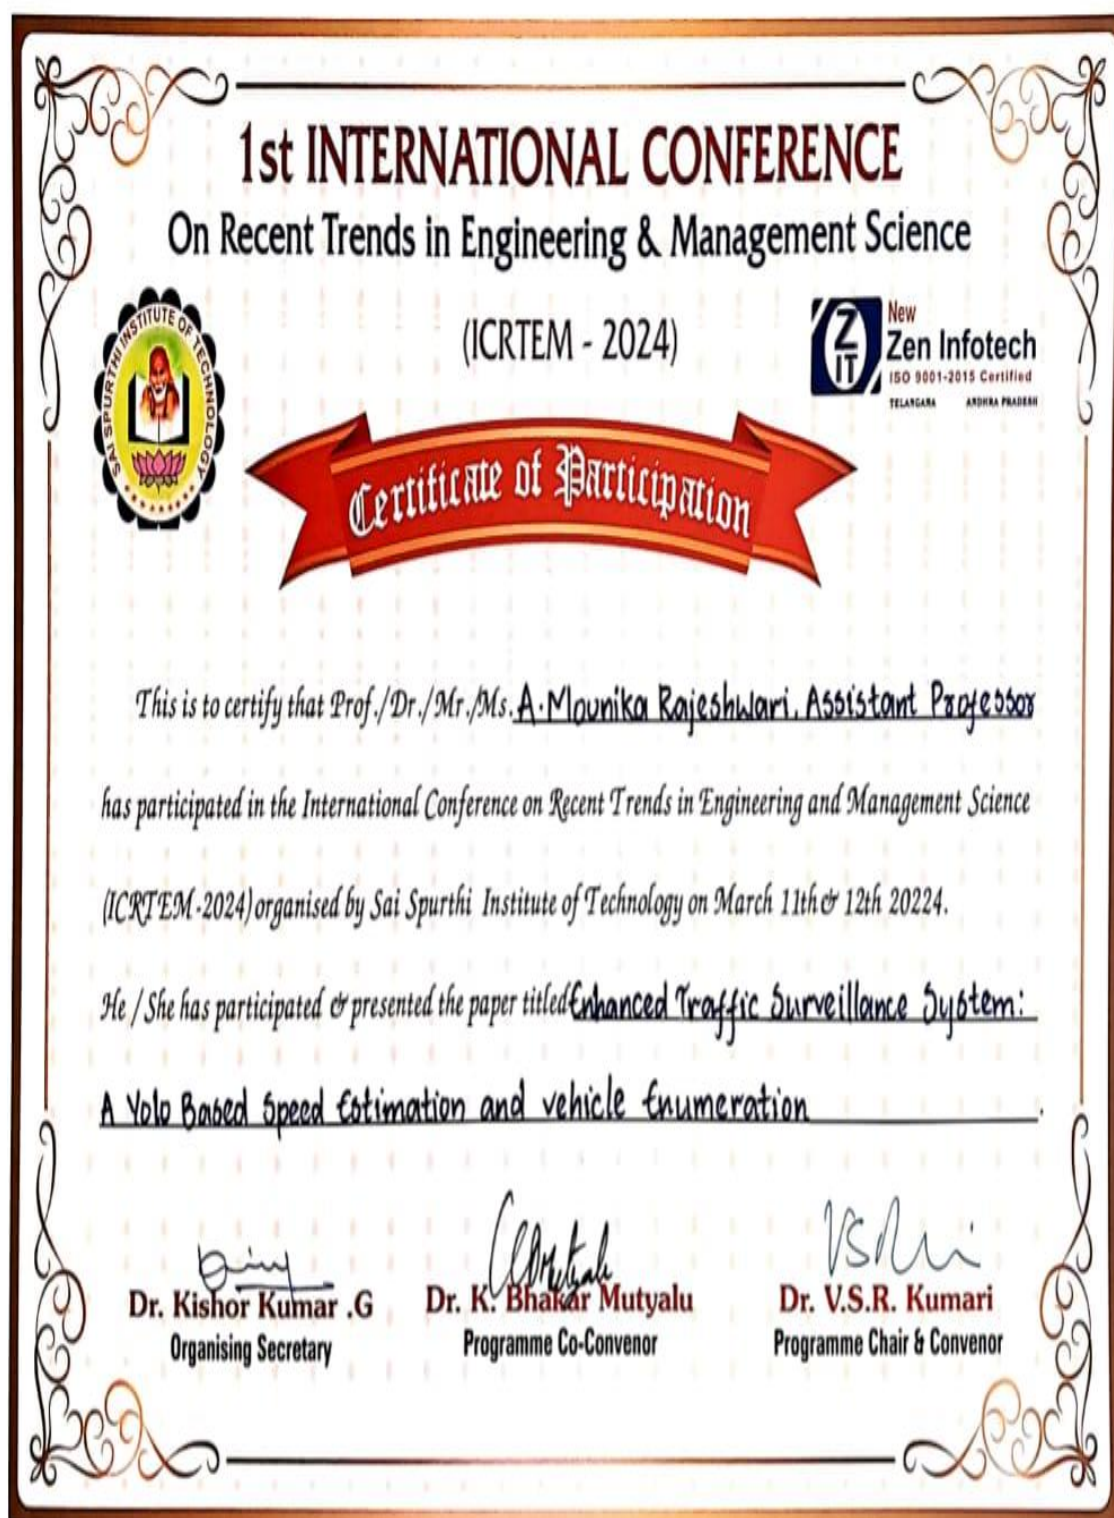 1st INTERNATIONAL CONFERENCE
On Recent Trends in Engineering & Management Science
(ICRTEM - 2024)
SAI SPURTHI INSTITUTE OF TECHNOLOGY
Z
IT
New
Zen Infotech
ISO 9001-2015 Certified
TELANGANA ANDHRA PRADESH
Certificate of Participation
This is to certify that Prof./Dr./Mr./Ms. A. Mounika Rajeshwari, Assistant Professor
has participated in the International Conference on Recent Trends in Engineering and Management Science
(ICRTEM-2024) organised by Sai Spurthi Institute of Technology on March 11th & 12th 20224.
He / She has participated & presented the paper titled Enhanced Traffic Surveillance System:
A Yolo Based Speed Estimation and vehicle Enumeration.
Dr. Kishor Kumar .G
Organising Secretary
Dr. K. Bhakar Mutyalu
Programme Co-Convenor
Dr. V.S.R. Kumari
Programme Chair & Convenor